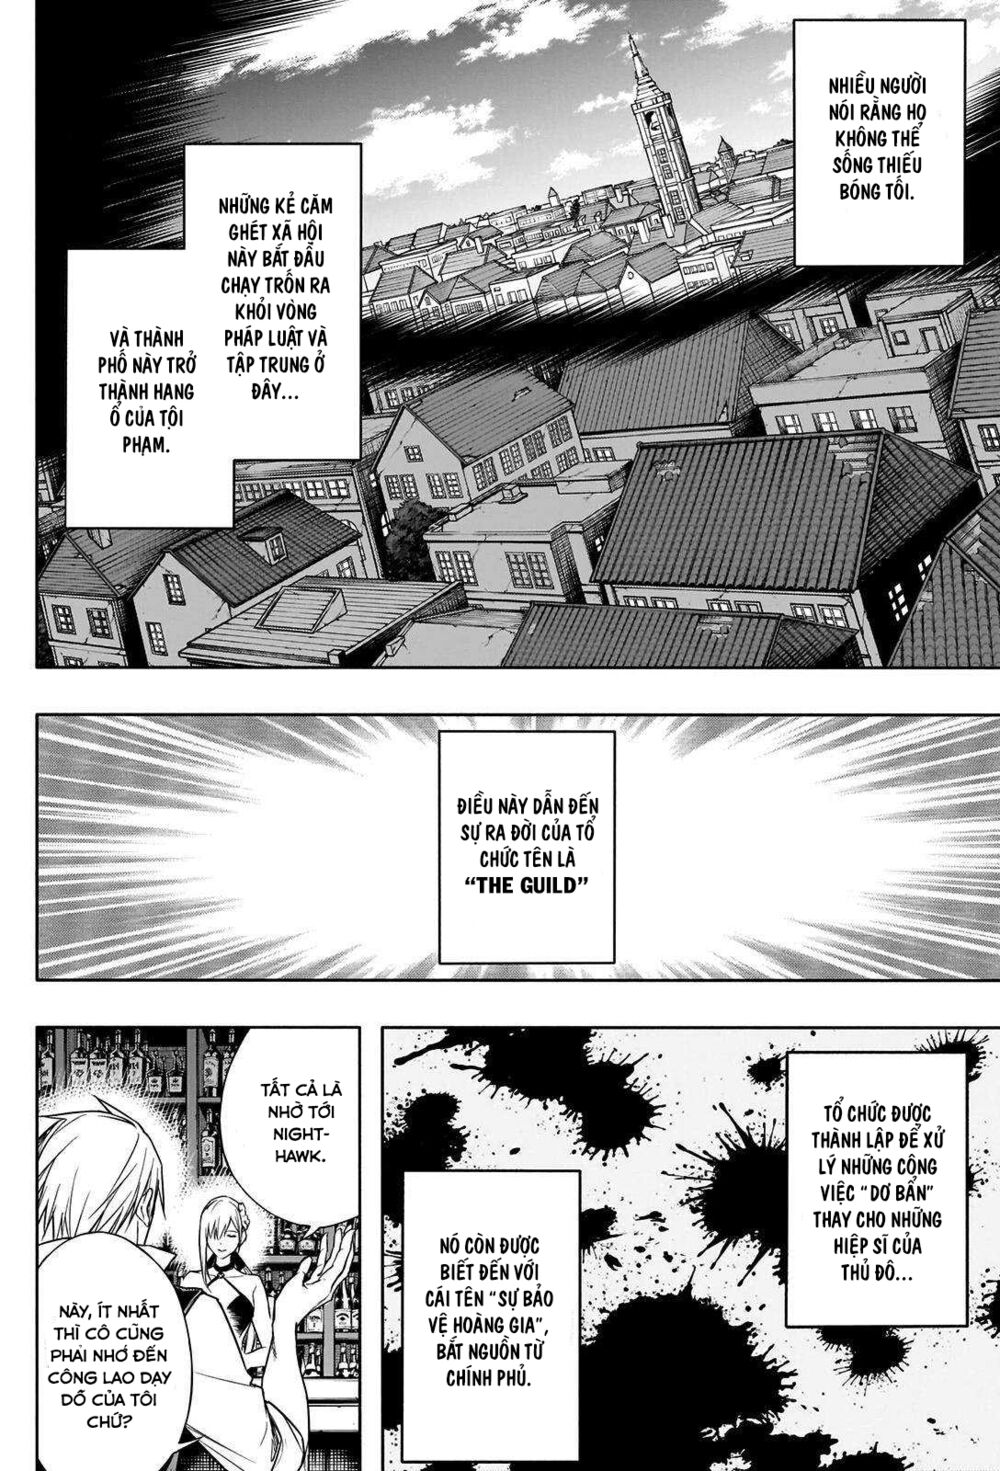 NHIỀU NGƯỜI
NÓI RẰNG HỌ
KHÔNG THỂ
SỐNG THIẾU
BÓNG TỐI.
NHỮNG KẺ CĂM
GHÉT XÃ HỘI
NÀY BẮT ĐẦU
CHẠY TRỐN RA
KHỎI VÒNG
PHÁP LUẬT VÀ
TẬP TRUNG Ở
ĐÂY...
VÀ THÀNH
PHỐ NÀY TRỞ
THÀNH HANG
Ổ CỦA TỘI
PHẠM.
ĐIỀU NÀY DẪN ĐẾN
SỰ RA ĐỜI CỦA TỔ
CHỨC TÊN LÀ
“THE GUILD”
TỔ CHỨC ĐƯỢC
THÀNH LẬP ĐỂ XỬ
LÝ NHỮNG CÔNG
VIỆC “DƠ BẨN”
THAY CHO NHỮNG
HIỆP SĨ CỦA
THỦ ĐÔ...
NÓ CÒN ĐƯỢC
BIẾT ĐẾN VỚI
CÁI TÊN “SỰ BẢO
VỆ HOÀNG GIA”,
BẮT NGUỒN TỪ
CHÍNH PHỦ.
TẤT CẢ LÀ
NHỜ TỚI
NIGHT-
HAWK.
NÀY, ÍT NHẤT
THÌ CÔ CŨNG
PHẢI NHỚ ĐẾN
CÔNG LAO DẠY
DỖ CỦA TÔI
CHỨ?